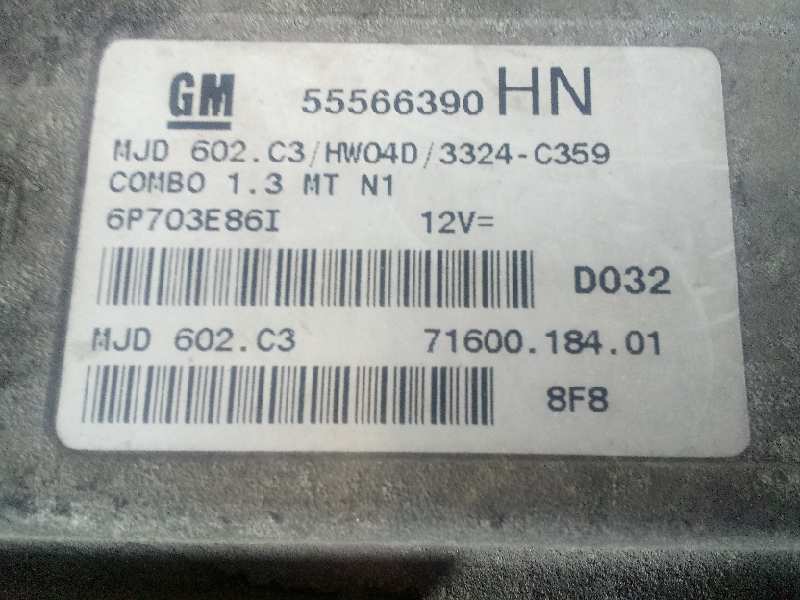 GM 55566390 HN
MJD 602.C3/HW04D/3324-C359
COMBO 1.3 MT N1
6P703E86I 12V=
D032
MJD 602.C3 71600.184.01
8F8